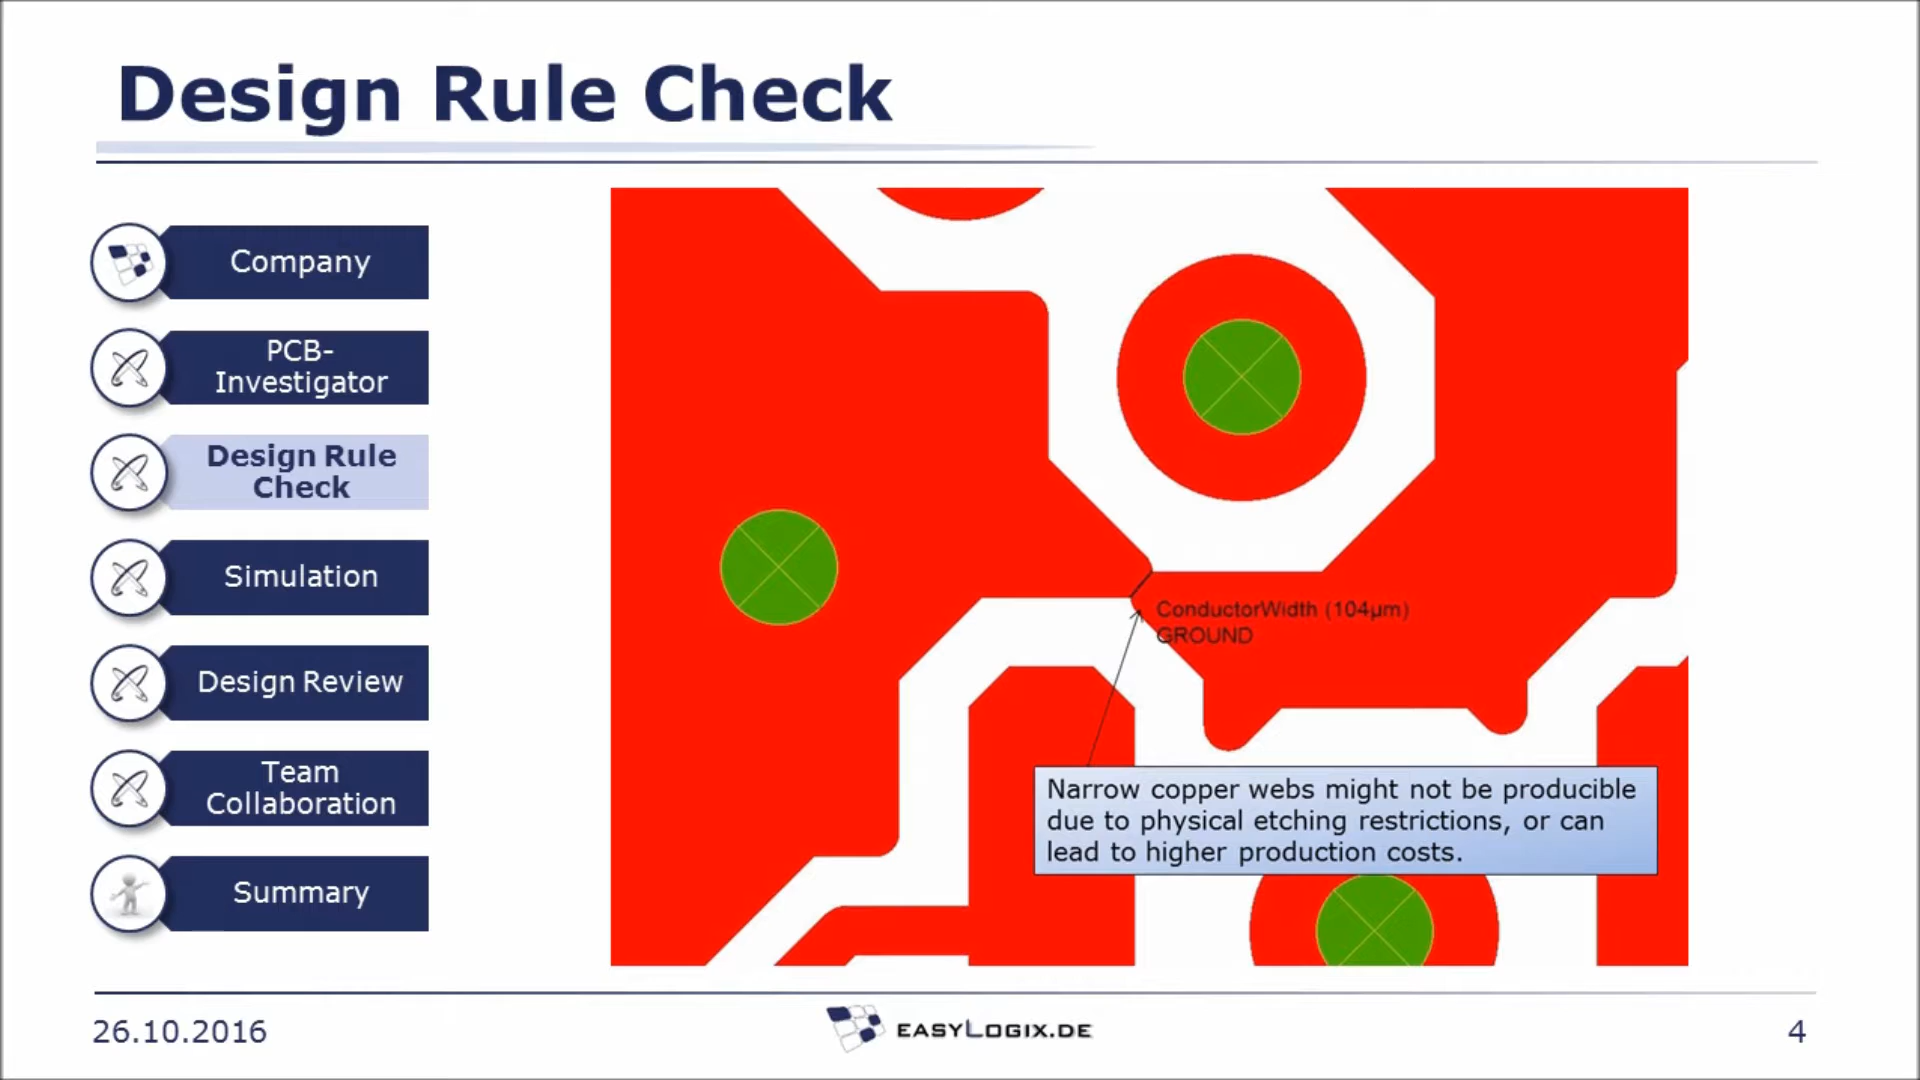 Design Rule Check
Company
PCB-
Investigator
Design Rule
Check
Simulation
Design Review
Team
Collaboration
Summary
ConductorWidth (104µm)
GROUND
Narrow copper webs might not be producible
due to physical etching restrictions, or can
lead to higher production costs.
26.10.2016
EASYLOGIX.DE
4